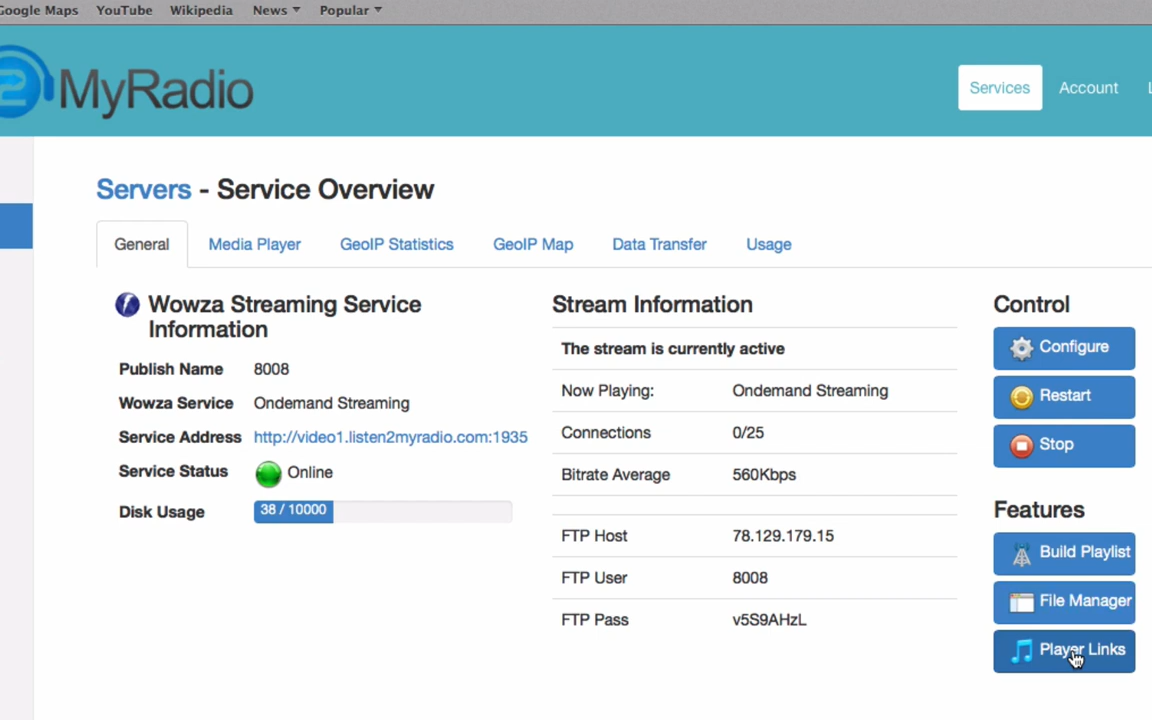 Google Maps YouTube Wikipedia News Popular
2 MyRadio
Services Account
Servers - Service Overview
General Media Player GeoIP Statistics GeoIP Map Data Transfer Usage
Wowza Streaming Service
Information
Publish Name 8008
Wowza Service Ondemand Streaming
Service Address http://video1.listen2myradio.com:1935
Service Status Online
Disk Usage 38 / 10000
Stream Information
The stream is currently active
Now Playing: Ondemand Streaming
Connections 0/25
Bitrate Average 560Kbps
FTP Host 78.129.179.15
FTP User 8008
FTP Pass v5S9AHzL
Control
Configure
Restart
Stop
Features
Build Playlist
File Manager
Player Links